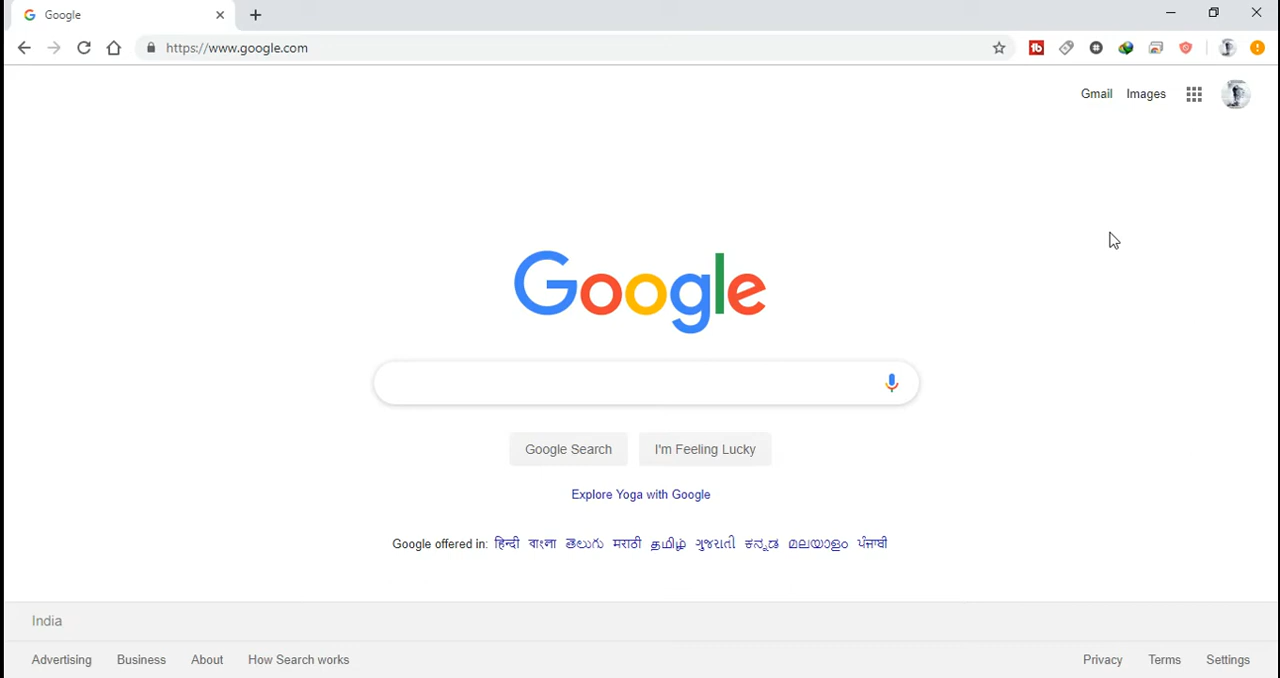 Google
https://www.google.com
Gmail Images
Google
Google Search I'm Feeling Lucky
Explore Yoga with Google
Google offered in: हिन्दी বাংলা తెలుగు मराठी தமிழ் ગુજરાતી ಕನ್ನಡ മലയാളം ਪੰਜਾਬੀ
India
Advertising Business About How Search works Privacy Terms Settings